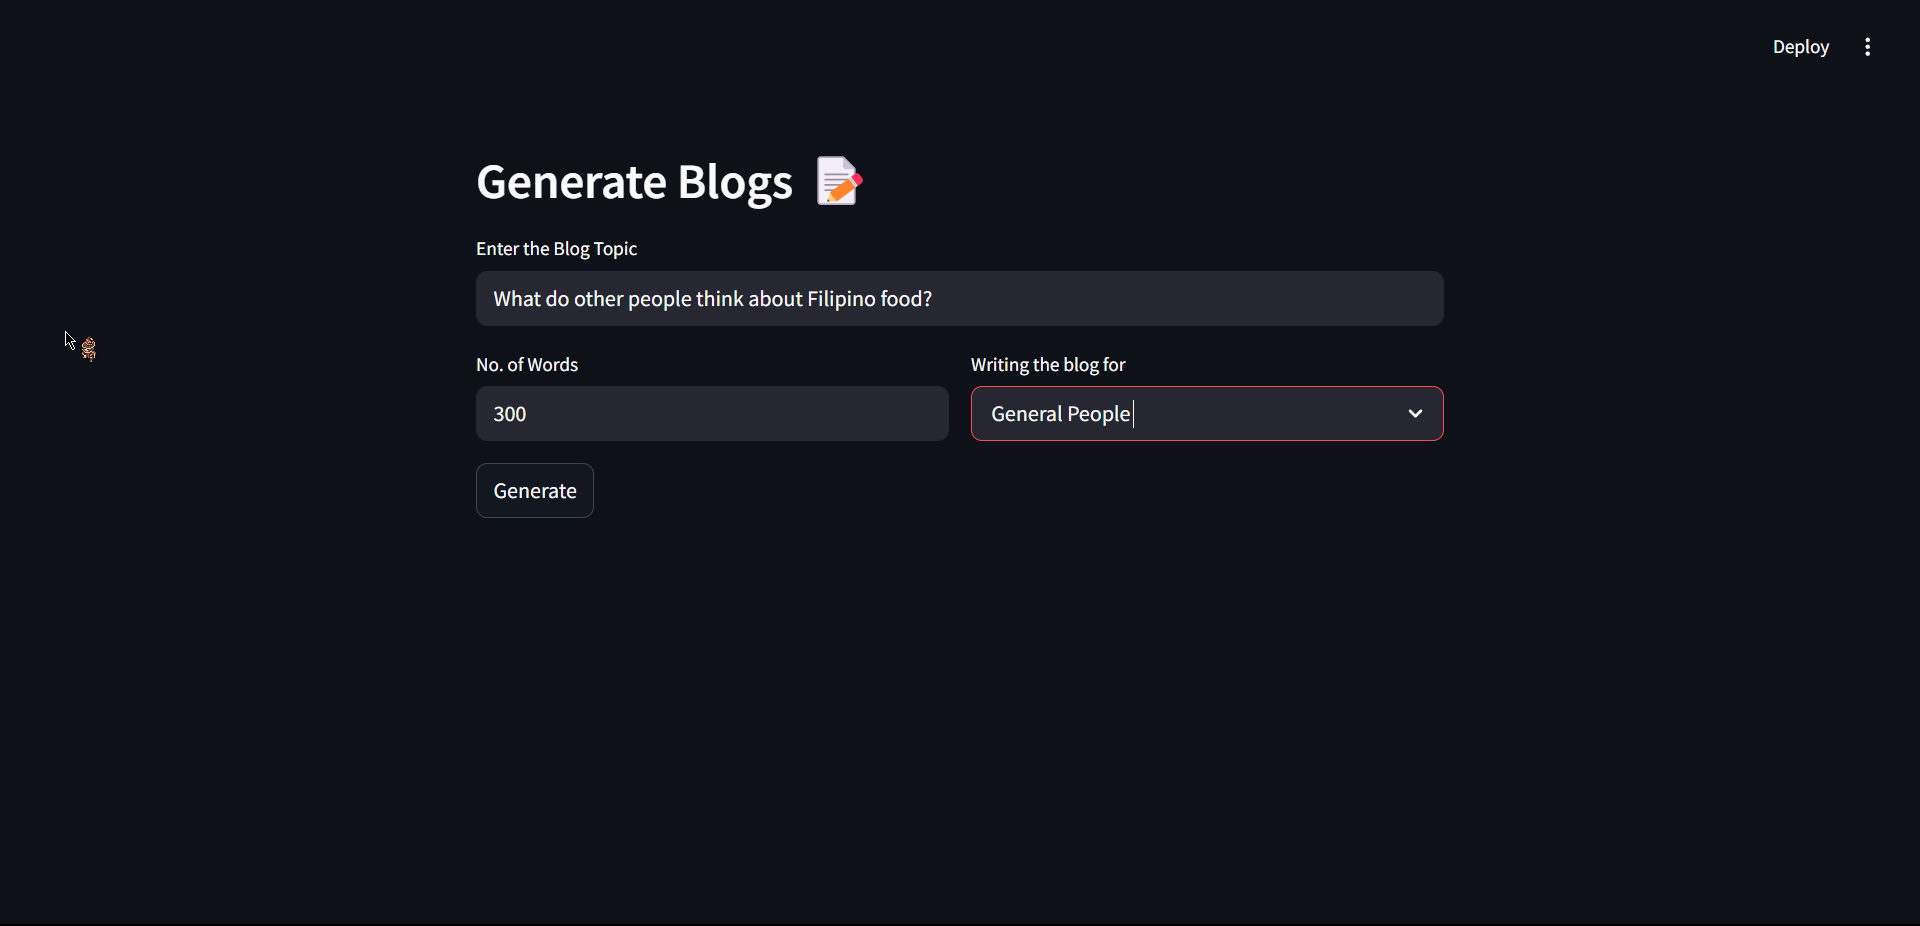 Deploy
Generate Blogs
Enter the Blog Topic
What do other people think about Filipino food?
No. of Words
Writing the blog for
300
General People
Generate